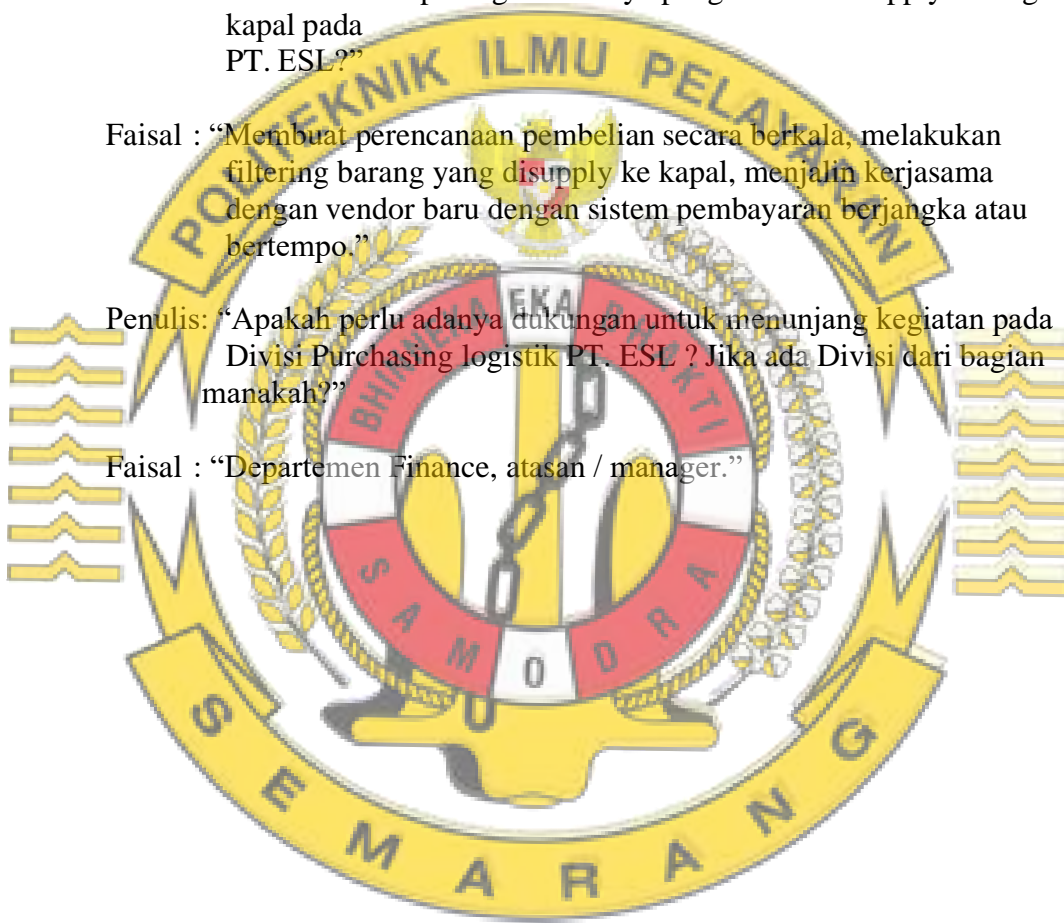 kapal pada
PT. ESL?”
Faisal : “Membuat perencanaan pembelian secara berkala, melakukan
filtering barang yang disupply ke kapal, menjalin kerjasama
dengan vendor baru dengan sistem pembayaran berjangka atau
bertempo.”
Penulis: “Apakah perlu adanya dukungan untuk menunjang kegiatan pada
Divisi Purchasing logistik PT. ESL ? Jika ada Divisi dari bagian
manakah?”
Faisal : “Departemen Finance, atasan / manager.”
POLITEKNIK ILMU PELAYARAN
BHINNEKA EKA BHAKTI
SAMODRA
SEMARANG